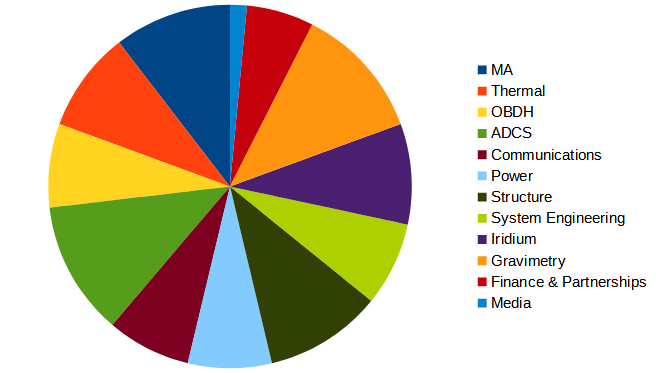 MA
Thermal
OBDH
ADCS
Communications
Power
Structure
System Engineering
Iridium
Gravimetry
Finance & Partnerships
Media